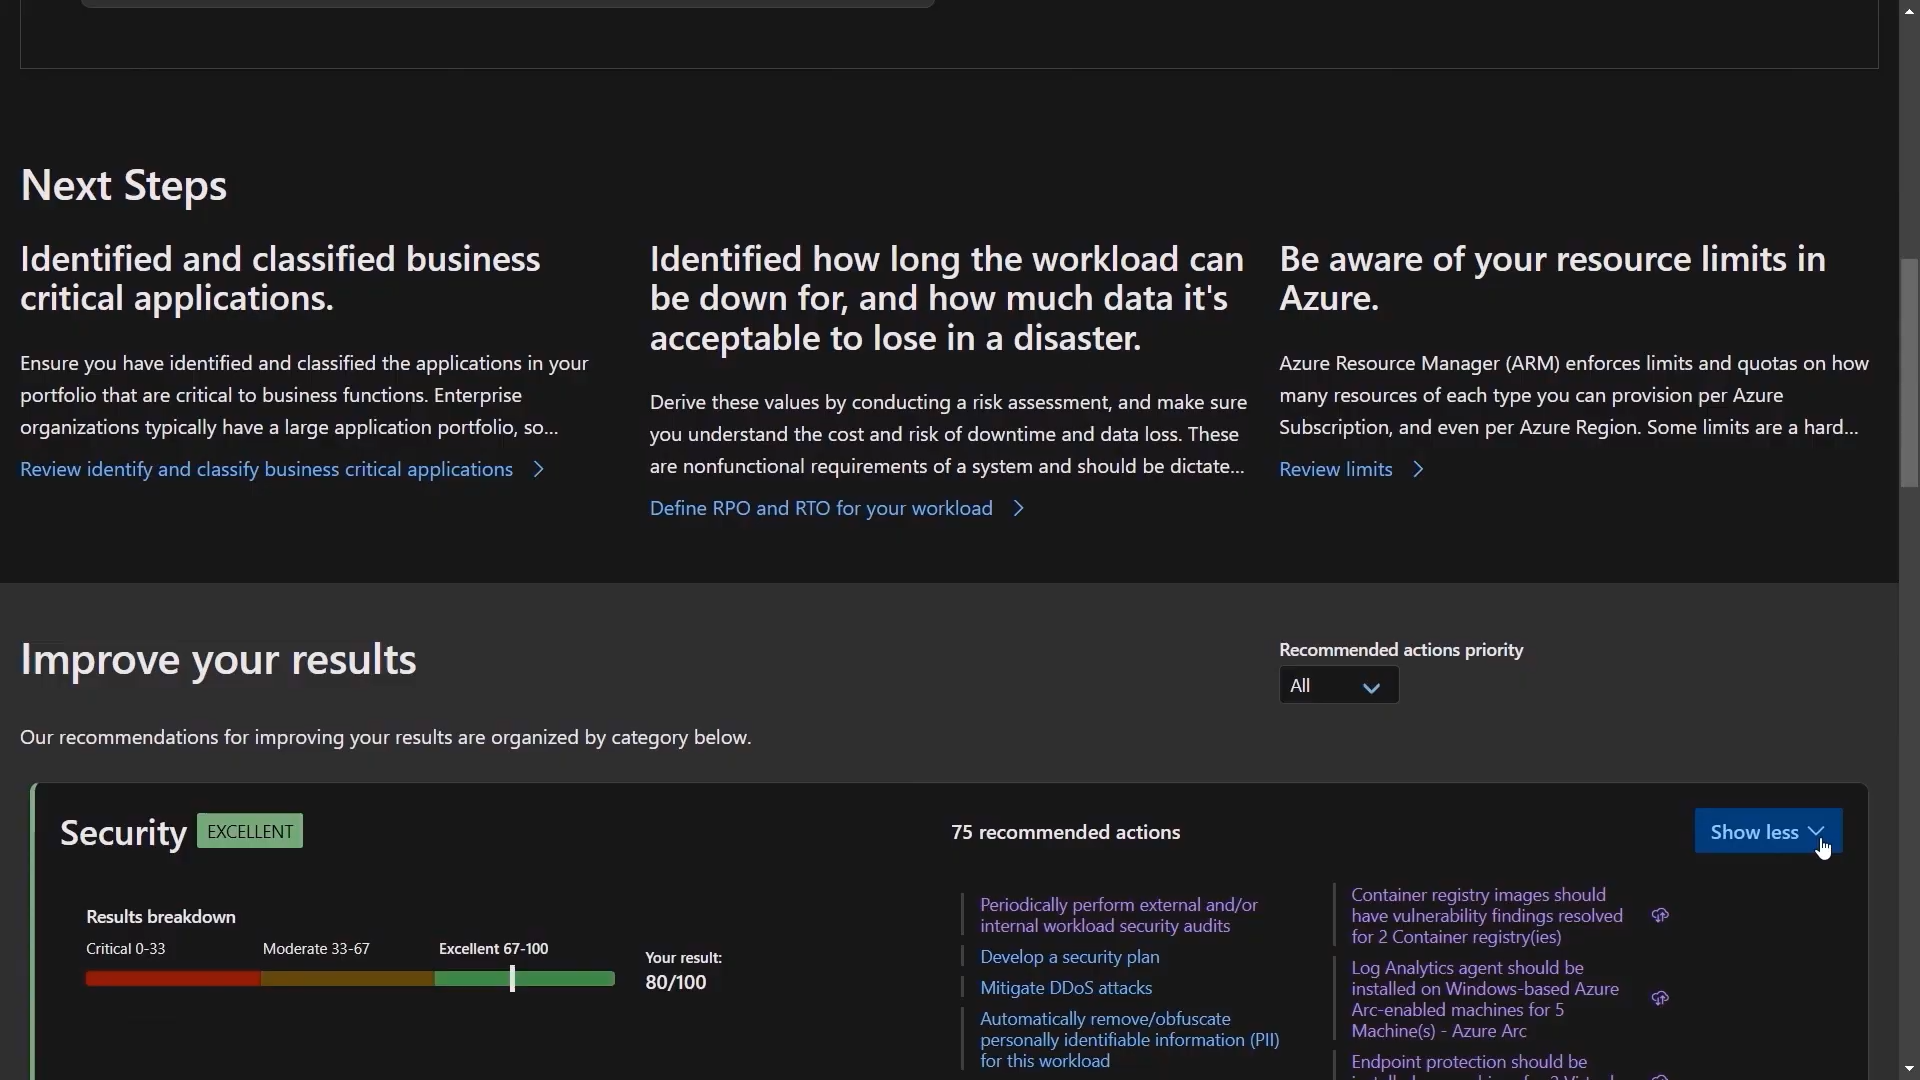 Next Steps
Identified and classified business
critical applications.
Ensure you have identified and classified the applications in your
portfolio that are critical to business functions. Enterprise
organizations typically have a large application portfolio, so...
Review identify and classify business critical applications
Identified how long the workload can
be down for, and how much data it's
acceptable to lose in a disaster.
Derive these values by conducting a risk assessment, and make sure
you understand the cost and risk of downtime and data loss. These
are nonfunctional requirements of a system and should be dictate...
Define RPO and RTO for your workload
Be aware of your resource limits in
Azure.
Azure Resource Manager (ARM) enforces limits and quotas on how
many resources of each type you can provision per Azure
Subscription, and even per Azure Region. Some limits are a hard...
Review limits
Improve your results
Recommended actions priority
All
Our recommendations for improving your results are organized by category below.
Security
EXCELLENT
75 recommended actions
Show less
Results breakdown
Critical 0-33
Moderate 33-67
Excellent 67-100
Your result:
80/100
Periodically perform external and/or
internal workload security audits
Develop a security plan
Mitigate DDoS attacks
Automatically remove/obfuscate
personally identifiable information (PII)
for this workload
Container registry images should
have vulnerability findings resolved
for 2 Container registry(ies)
Log Analytics agent should be
installed on Windows-based Azure
Arc-enabled machines for 5
Machine(s) - Azure Arc
Endpoint protection should be